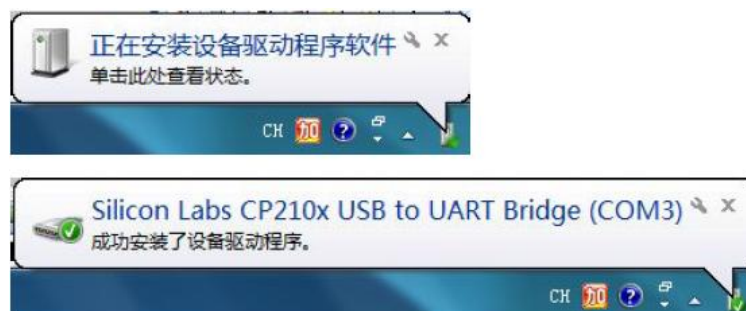 正在安装设备驱动程序软件
单击此处查看状态。
CH 加 ?
Silicon Labs CP210x USB to UART Bridge (COM3)
成功安装了设备驱动程序。
CH 加 ?